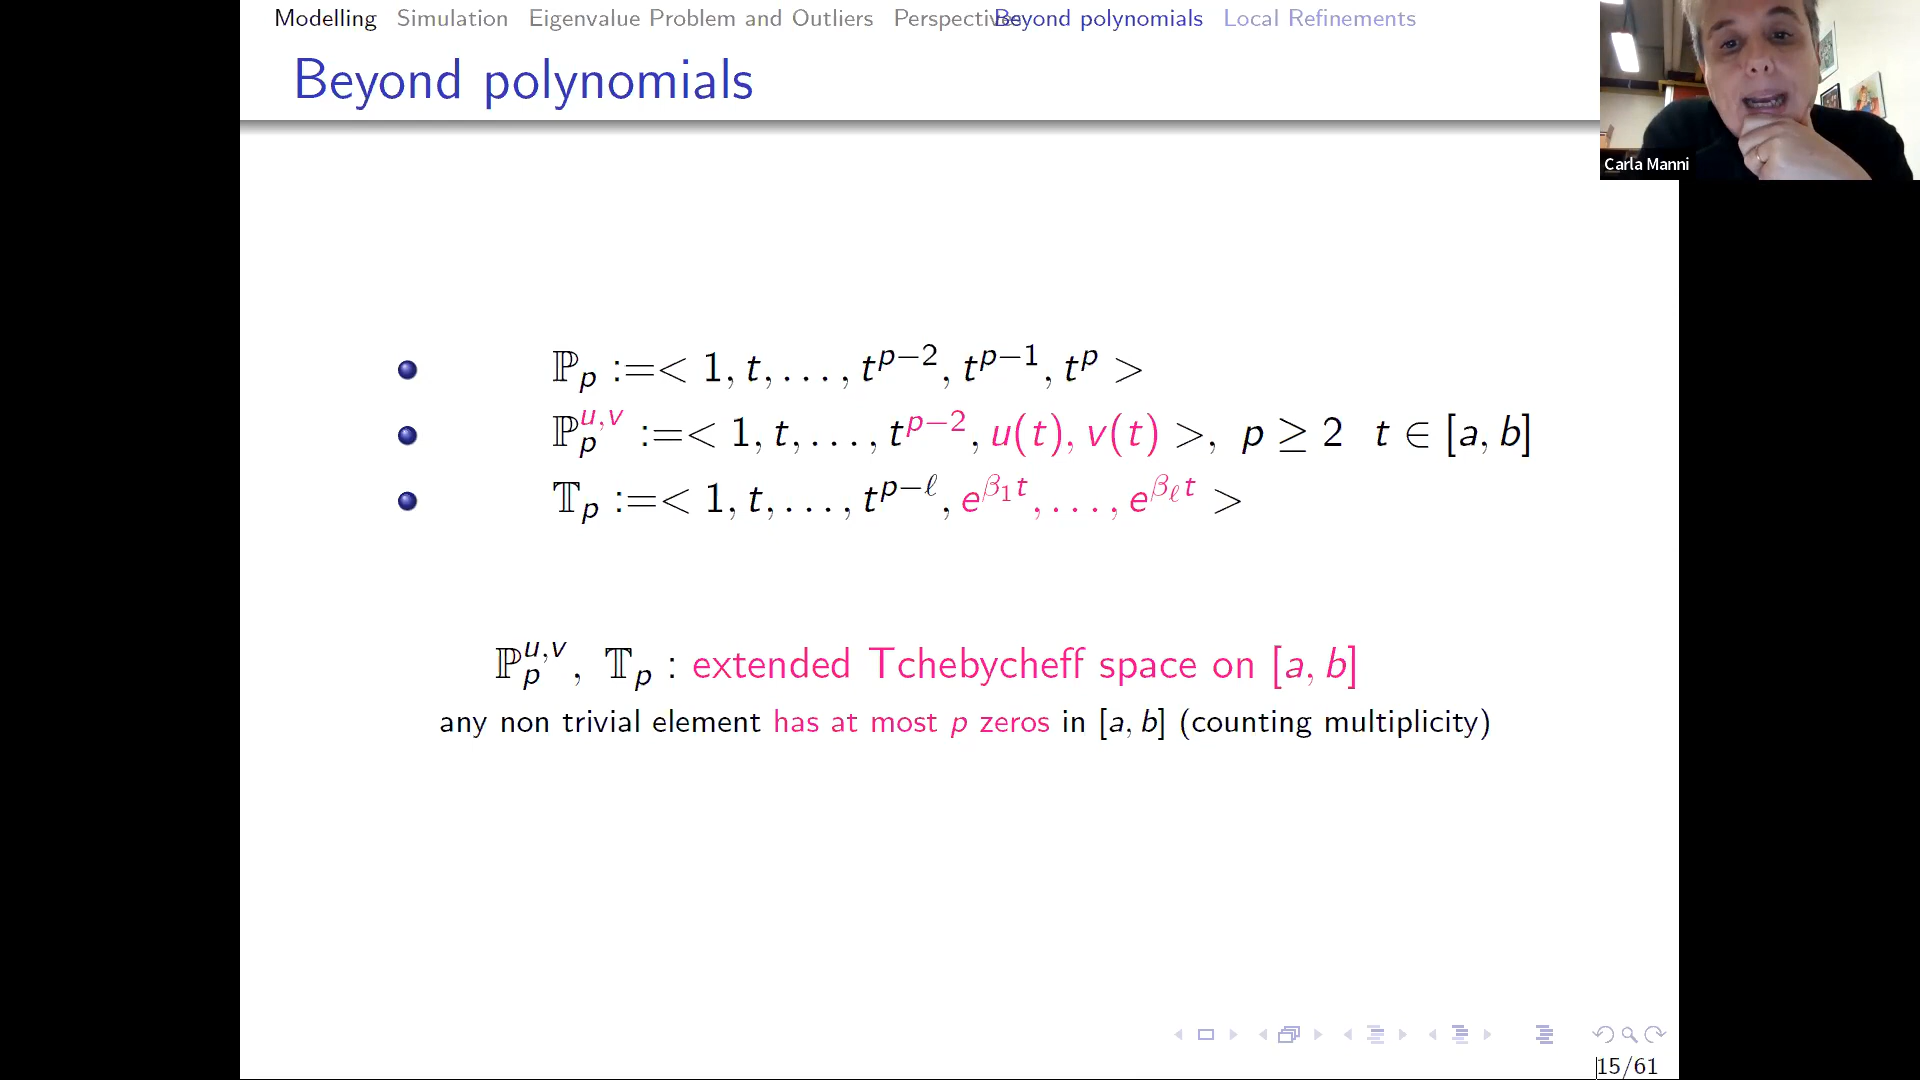 Modelling Simulation Eigenvalue Problem and Outliers Perspectives Beyond polynomials Local Refinements
Beyond polynomials
Carla Manni
ℙ_p :=< 1, t, . . . , t^{p−2}, t^{p−1}, t^p >
ℙ_p^{u,v} :=< 1, t, . . . , t^{p−2}, u(t), v(t) >, p ≥ 2 t ∈ [a, b]
𝕋_p :=< 1, t, . . . , t^{p−ℓ}, e^{β_1 t}, . . . , e^{β_ℓ t} >
ℙ_p^{u,v}, 𝕋_p : extended Tchebycheff space on [a, b]
any non trivial element has at most p zeros in [a, b] (counting multiplicity)
15/61